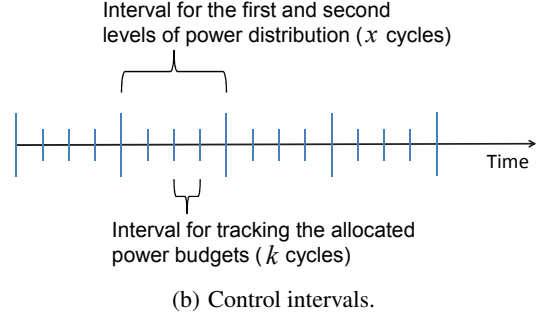 Interval for the first and second
levels of power distribution (x cycles)
Time
Interval for tracking the allocated
power budgets (k cycles)
(b) Control intervals.